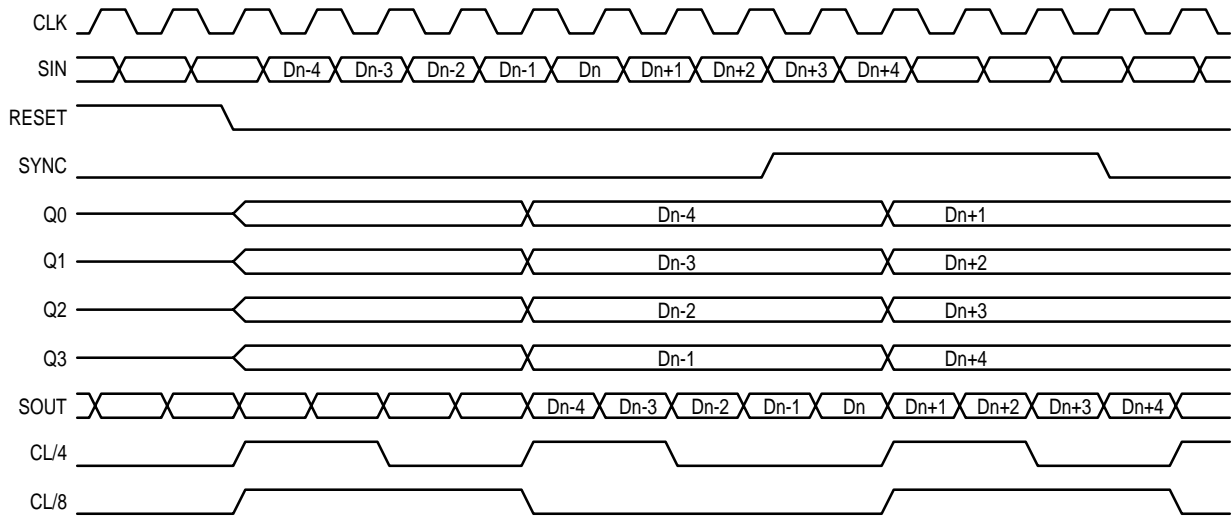 CLK
SIN Dn-4 Dn-3 Dn-2 Dn-1 Dn Dn+1 Dn+2 Dn+3 Dn+4
RESET
SYNC
Q0 Dn-4 Dn+1
Q1 Dn-3 Dn+2
Q2 Dn-2 Dn+3
Q3 Dn-1 Dn+4
SOUT Dn-4 Dn-3 Dn-2 Dn-1 Dn Dn+1 Dn+2 Dn+3 Dn+4
CL/4
CL/8